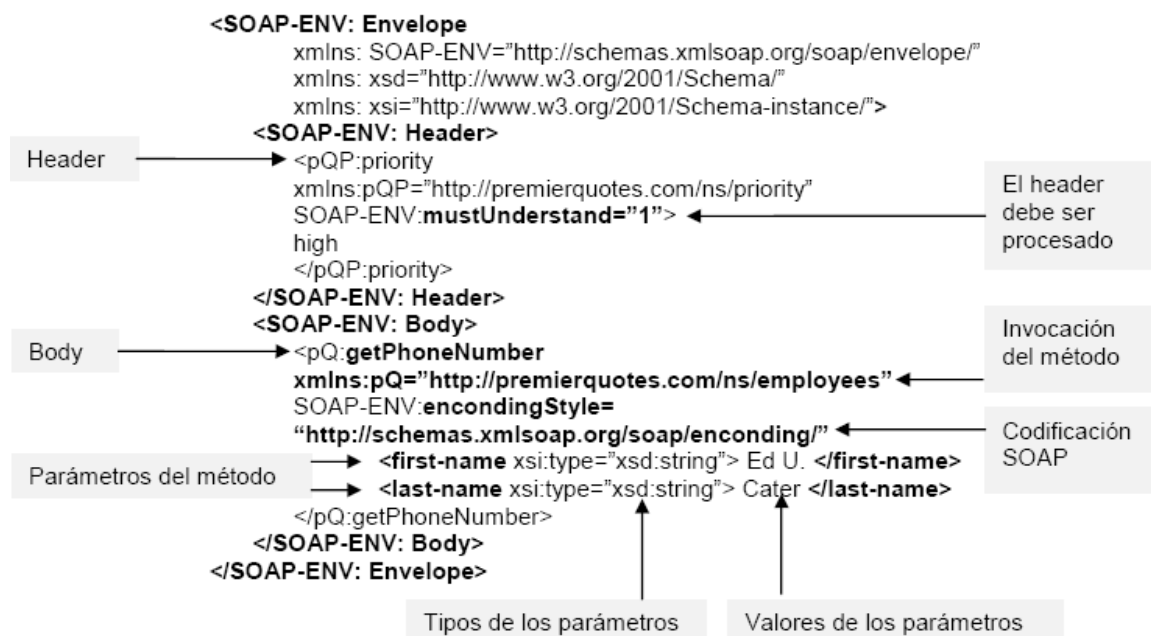 <SOAP-ENV: Envelope
xmlns: SOAP-ENV=”http://schemas.xmlsoap.org/soap/envelope/”
xmlns: xsd=”http://www.w3.org/2001/Schema/”
xmlns: xsi=”http://www.w3.org/2001/Schema-instance/”>
<SOAP-ENV: Header>
Header
<pQP:priority
xmlns:pQP=”http://premierquotes.com/ns/priority”
SOAP-ENV:mustUnderstand=”1”>
El header
debe ser
procesado
high
</pQP:priority>
</SOAP-ENV: Header>
<SOAP-ENV: Body>
Body
<pQ:getPhoneNumber
Invocación
del método
xmlns:pQ=”http://premierquotes.com/ns/employees”
SOAP-ENV:encondingStyle=
“http://schemas.xmlsoap.org/soap/enconding/”
Codificación
SOAP
Parámetros del método
<first-name xsi:type=”xsd:string”> Ed U. </first-name>
<last-name xsi:type=”xsd:string”> Cater </last-name>
</pQ:getPhoneNumber>
</SOAP-ENV: Body>
</SOAP-ENV: Envelope>
Tipos de los parámetros
Valores de los parámetros